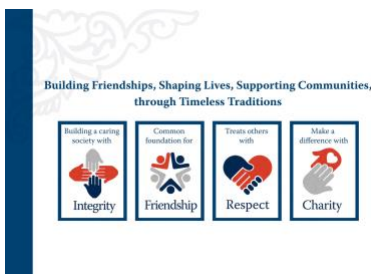 Building Friendships, Shaping Lives, Supporting Communities,
through Timeless Traditions
Building a caring
society with
Integrity
Common
foundation for
Friendship
Treats others
with
Respect
Make a
difference with
Charity